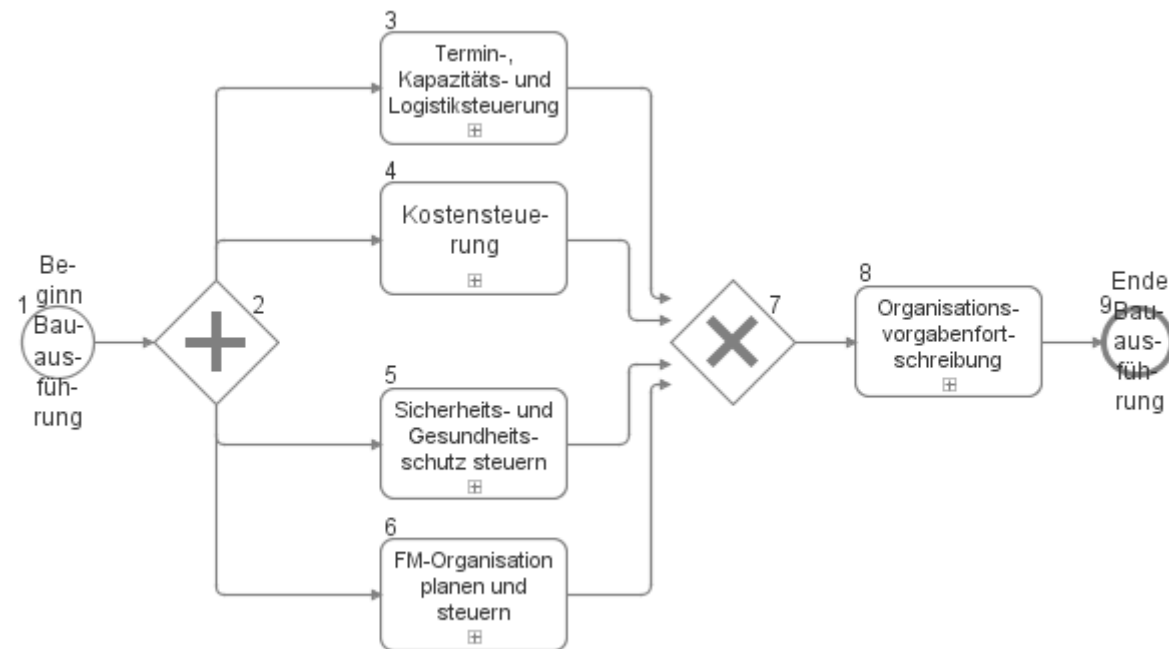 3
Termin-,
Kapazitäts- und
Logistiksteuerung
4
Kostensteue-
rung
1
Be-
ginn
Bau-
aus-
füh-
rung
2
5
Sicherheits- und
Gesundheits-
schutz steuern
6
FM-Organisation
planen und
steuern
7
8
Organisations-
vorgabenfort-
schreibung
9
Ende
Bau-
aus-
füh-
rung